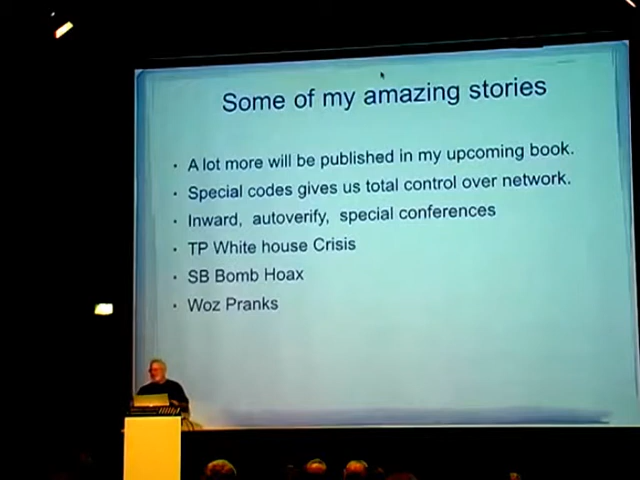 Some of my amazing stories
A lot more will be published in my upcoming book.
Special codes gives us total control over network.
Inward, autoverify, special conferences
TP White house Crisis
SB Bomb Hoax
Woz Pranks